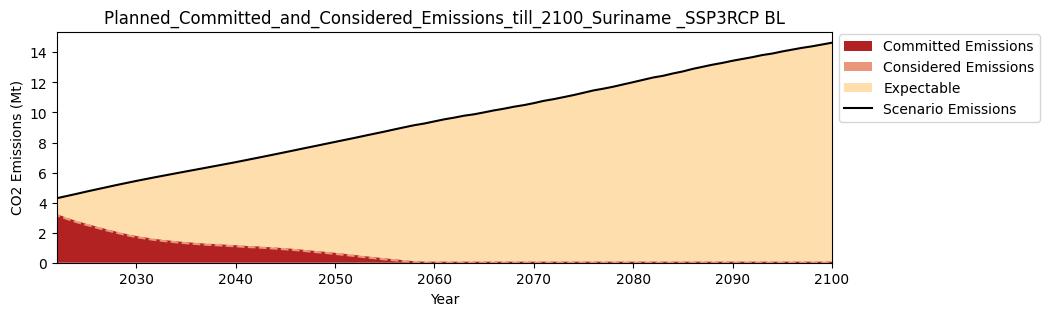 Planned_Committed_and_Considered_Emissions_till_2100_Suriname _SSP3RCP BL
CO2 Emissions (Mt)
14
12
10
8
6
4
2
0
2030 2040 2050 2060 2070 2080 2090 2100
Year
Committed Emissions
Considered Emissions
Expectable
Scenario Emissions